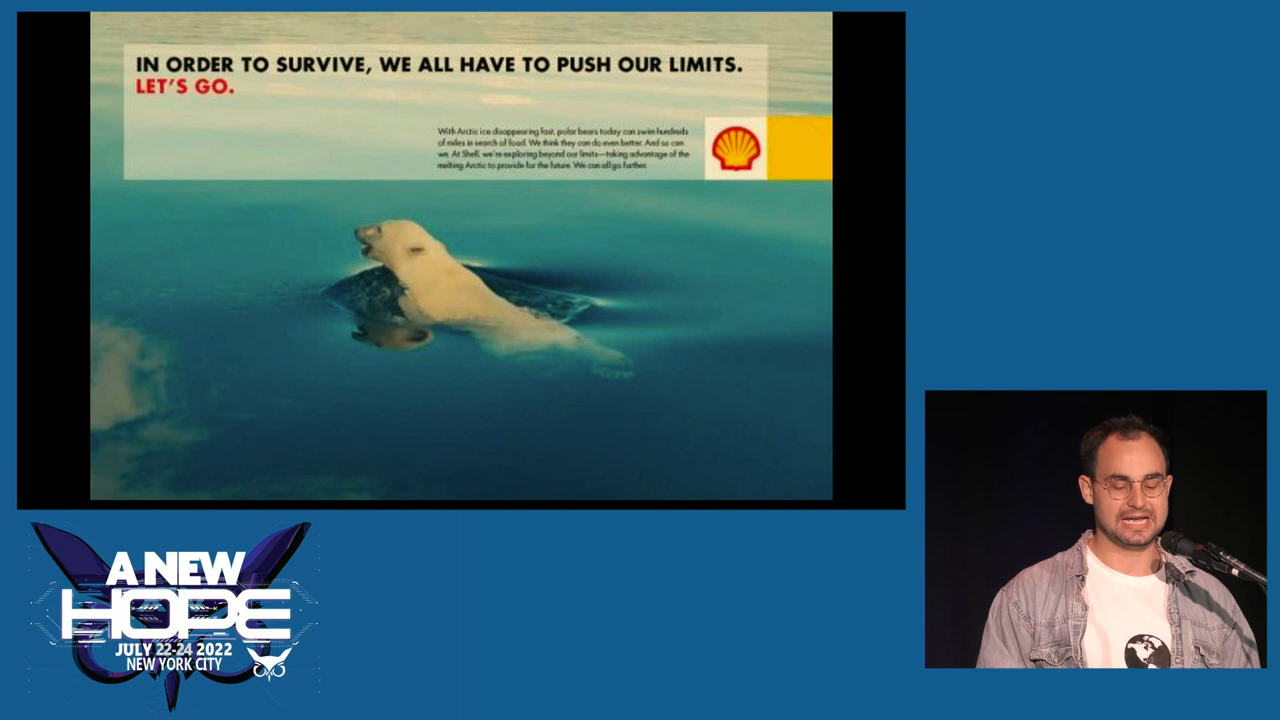 IN ORDER TO SURVIVE, WE ALL HAVE TO PUSH OUR LIMITS.
LET'S GO.
With Arctic ice disappearing fast, polar bears today can swim hundreds
of miles in search of food. We think they can do even better. And so can
we. At Shell, we're exploring beyond our limits—taking advantage of the
melting Arctic to provide for the future. We can all go further.
A NEW
HOPE
JULY 22-24 2022
NEW YORK CITY